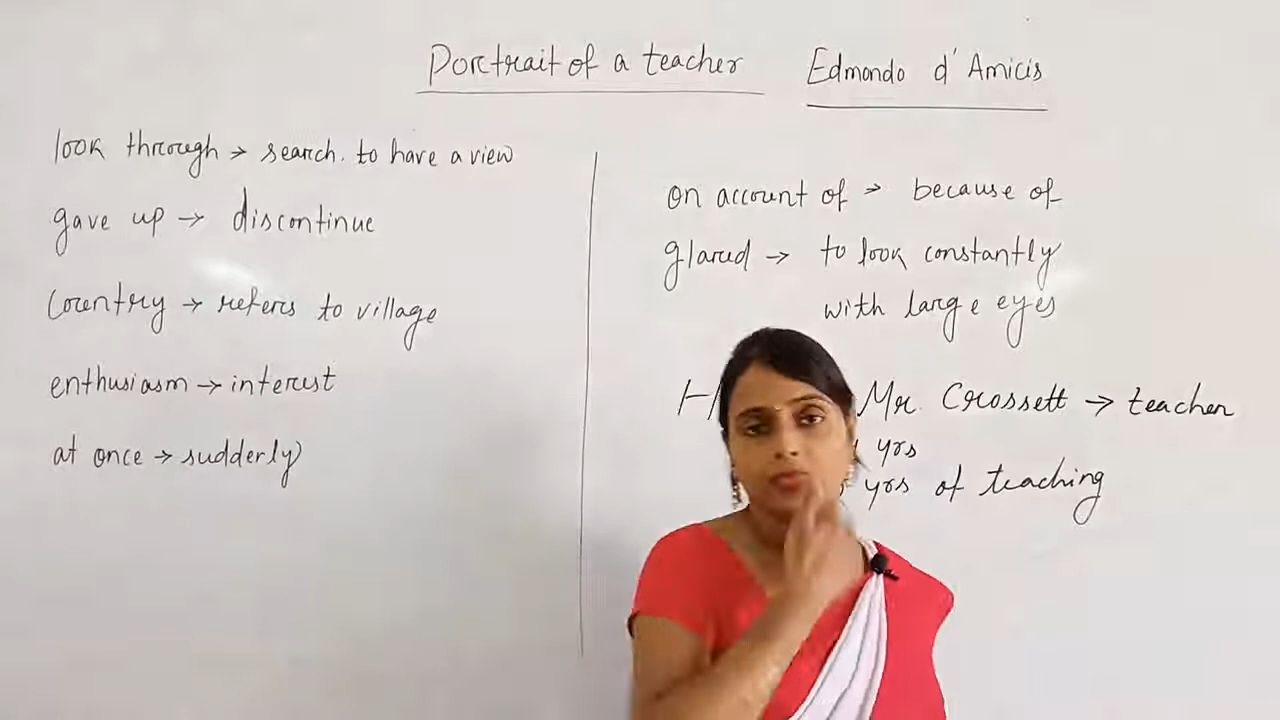 Portrait of a teacher Edmondo d'Amicis
look through → search. to have a view
gave up → discontinue
Country → refers to village
enthusiasm → interest
at once → suddenly
on account of → because of
glared → to look constantly
with large eyes
Mr. Crossett → teacher
yrs
yrs of teaching